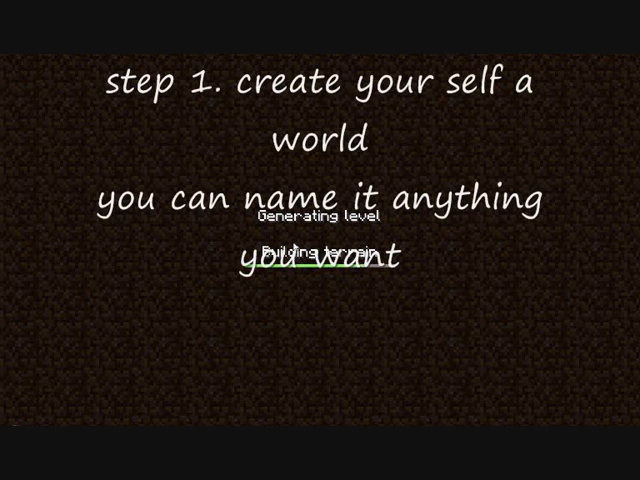 step 1. create your self a
world
you can name it anything
Generating level
you want
Building terrain